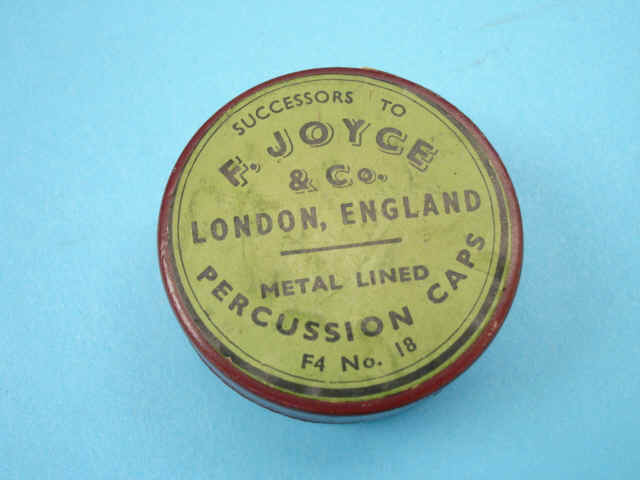 SUCCESSORS TO
F. JOYCE
& Co.
LONDON, ENGLAND
METAL LINED
PERCUSSION CAPS
F4 No. 18